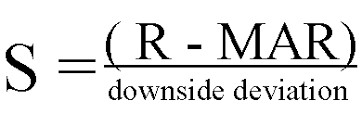 S = ( R - MAR)
downside deviation